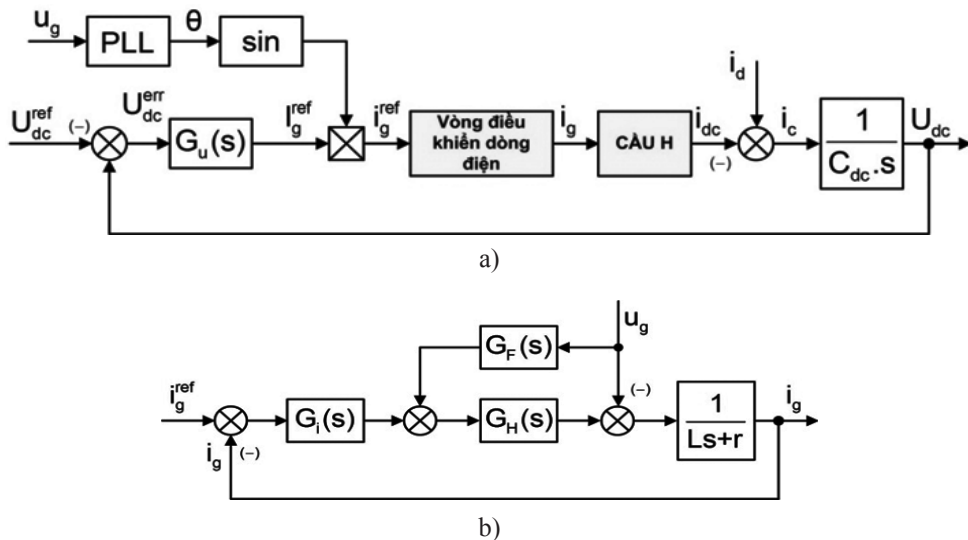 u_g
PLL
θ
sin
U_dc^ref
(-)
U_dc^err
G_u(s)
I_g^ref
i_g^ref
Vòng điều
khiển dòng
điện
i_g
CẦU H
i_dc
(-)
i_d
i_c
1
C_dc.s
U_dc
a)
u_g
G_F(s)
(-)
i_g^ref
G_i(s)
G_H(s)
1
Ls+r
i_g
i_g
(-)
b)